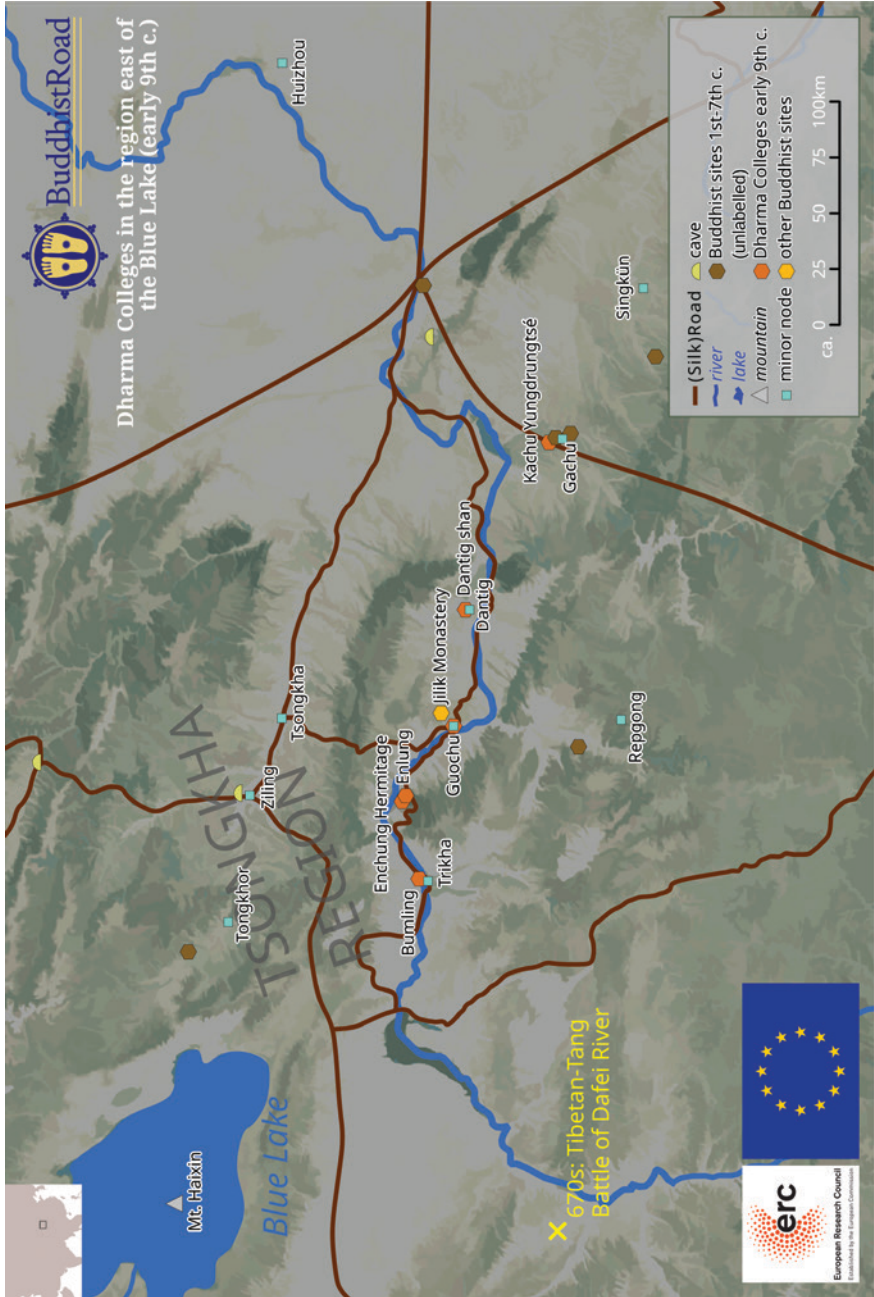 BuddhistRoad
Dharma Colleges in the region east of
the Blue Lake (early 9th c.)
Huizhou
TSONGKHA
REGION
Tongkhor
Ziling
Tsongkha
Mt. Haixin
Blue Lake
Enchung Hermitage
Enlung
Bumling
Trikha
Jilik Monastery
Guochu
Dantig shan
Dantig
Kachu Yungdrungtsé
Gachu
Singkün
Repgong
670s: Tibetan-Tang
Battle of Dafei River
(Silk)Road
river
lake
mountain
minor node
cave
Buddhist sites 1st-7th c.
(unlabelled)
Dharma Colleges early 9th c.
other Buddhist sites
ca. 0 25 50 75 100km
erc
European Research Council
Established by the European Commission